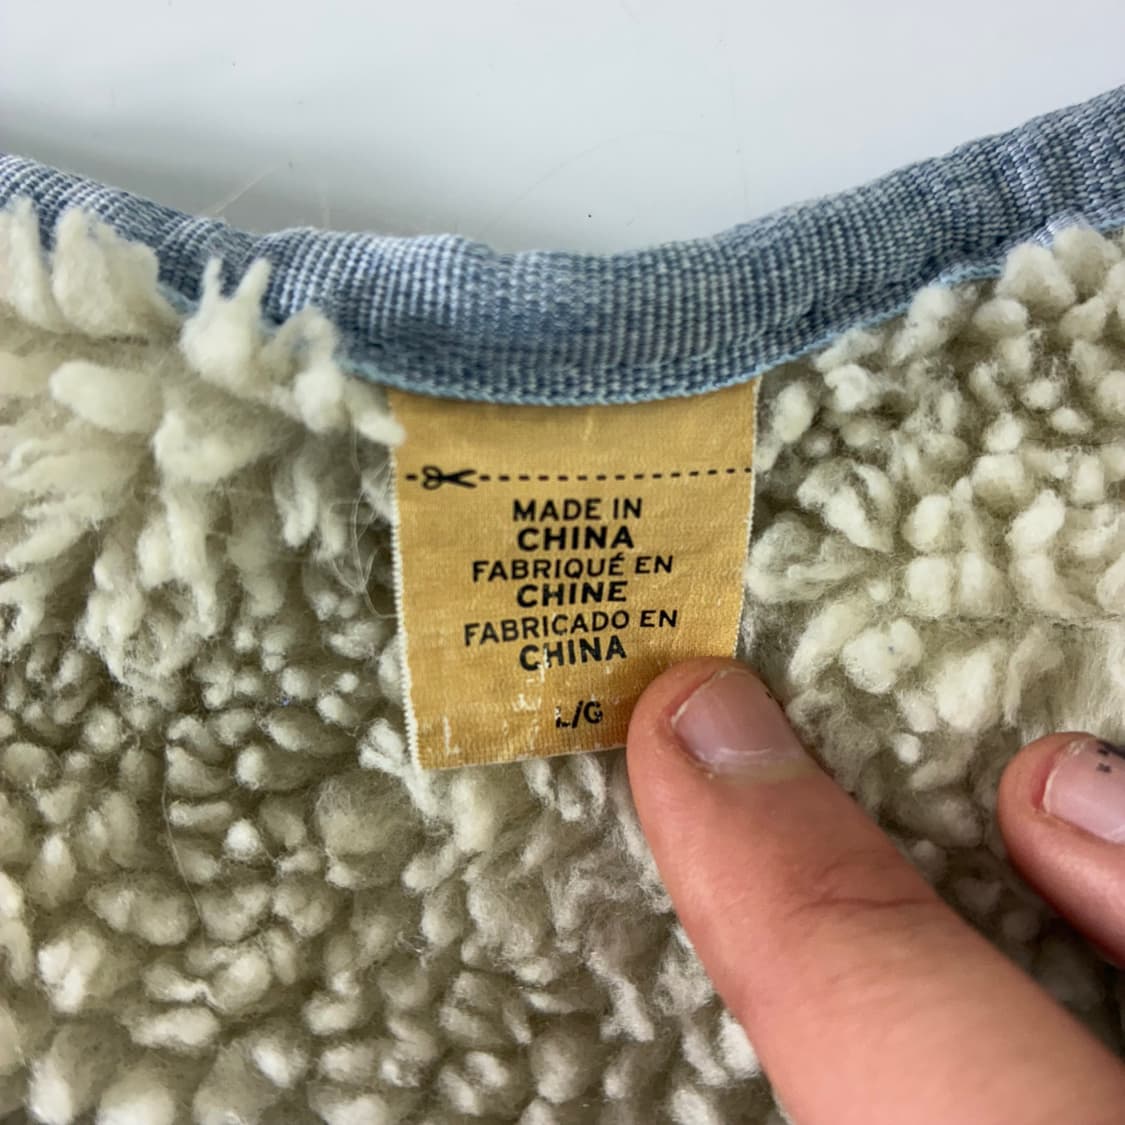 MADE IN
CHINA
FABRIQUÉ EN
CHINE
FABRICADO EN
CHINA
L/G